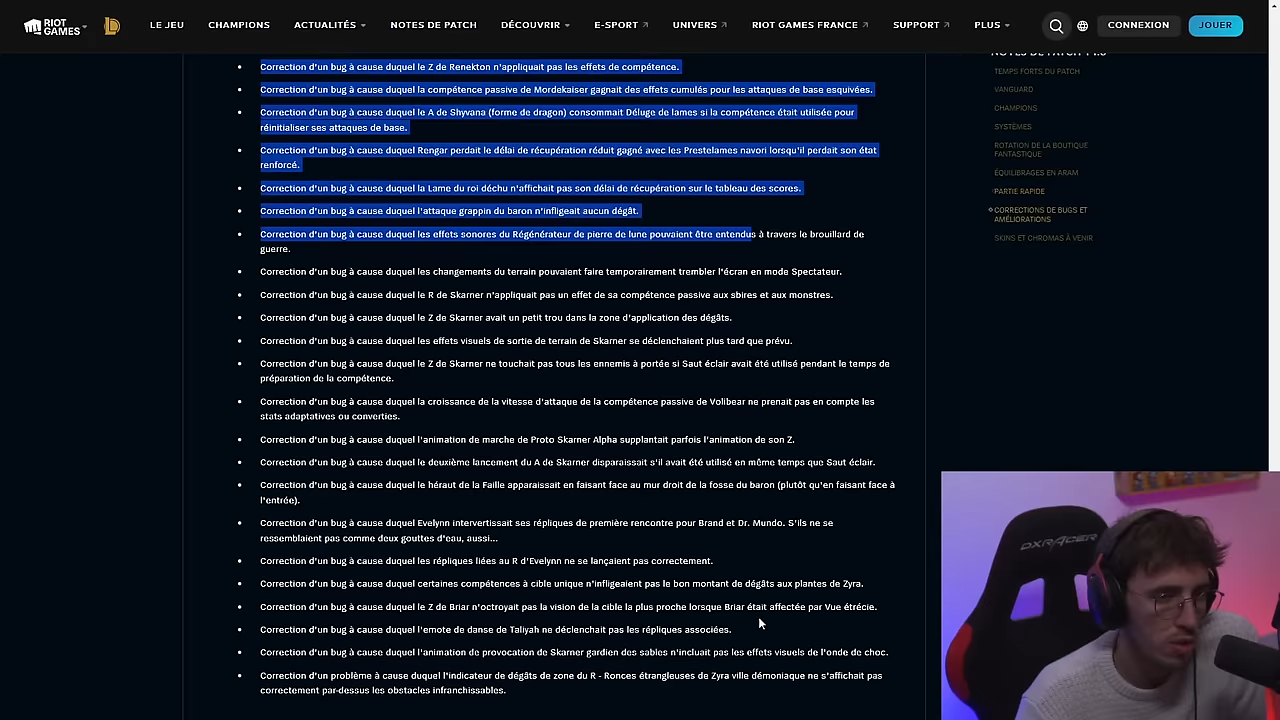 RIOT GAMES
LE JEU
CHAMPIONS
ACTUALITÉS
NOTES DE PATCH
DÉCOUVRIR
E-SPORT
UNIVERS
RIOT GAMES FRANCE
SUPPORT
PLUS
CONNEXION
JOUER
• Correction d'un bug à cause duquel le Z de Renekton n'appliquait pas les effets de compétence.
• Correction d'un bug à cause duquel la compétence passive de Mordekaiser gagnait des effets cumulés pour les attaques de base esquivées.
• Correction d'un bug à cause duquel le A de Shyvana (forme de dragon) consommait Déluge de lames si la compétence était utilisée pour
réinitialiser ses attaques de base.
• Correction d'un bug à cause duquel Rengar perdait le délai de récupération réduit gagné avec les Prestelames navori lorsqu'il perdait son état
renforcé.
• Correction d'un bug à cause duquel la Lame du roi déchu n'affichait pas son délai de récupération sur le tableau des scores.
• Correction d'un bug à cause duquel l'attaque grappin du baron n'infligeait aucun dégât.
• Correction d'un bug à cause duquel les effets sonores du Régénérateur de pierre de lune pouvaient être entendus à travers le brouillard de
guerre.
• Correction d'un bug à cause duquel les changements du terrain pouvaient faire temporairement trembler l'écran en mode Spectateur.
• Correction d'un bug à cause duquel le R de Skarner n'appliquait pas un effet de sa compétence passive aux sbires et aux monstres.
• Correction d'un bug à cause duquel le Z de Skarner avait un petit trou dans la zone d'application des dégâts.
• Correction d'un bug à cause duquel les effets visuels de sortie de terrain de Skarner se déclenchaient plus tard que prévu.
• Correction d'un bug à cause duquel le Z de Skarner ne touchait pas tous les ennemis à portée si Saut éclair avait été utilisé pendant le temps de
préparation de la compétence.
• Correction d'un bug à cause duquel la croissance de la vitesse d'attaque de la compétence passive de Volibear ne prenait pas en compte les
stats adaptatives ou converties.
• Correction d'un bug à cause duquel l'animation de marche de Proto Skarner Alpha supplantait parfois l'animation de son Z.
• Correction d'un bug à cause duquel le deuxième lancement du A de Skarner disparaissait s'il avait été utilisé en même temps que Saut éclair.
• Correction d'un bug à cause duquel le héraut de la Faille apparaissait en faisant face au mur droit de la fosse du baron (plutôt qu'en faisant face à
l'entrée).
• Correction d'un bug à cause duquel Evelynn intervertissait ses répliques de première rencontre pour Brand et Dr. Mundo. S'ils ne se
ressemblaient pas comme deux gouttes d'eau, aussi...
• Correction d'un bug à cause duquel les répliques liées au R d'Evelynn ne se lançaient pas correctement.
• Correction d'un bug à cause duquel certaines compétences à cible unique n'infligeaient pas le bon montant de dégâts aux plantes de Zyra.
• Correction d'un bug à cause duquel le Z de Briar n'octroyait pas la vision de la cible la plus proche lorsque Briar était affectée par Vue étrécie.
• Correction d'un bug à cause duquel l'emote de danse de Taliyah ne déclenchait pas les répliques associées.
• Correction d'un bug à cause duquel l'animation de provocation de Skarner gardien des sables n'incluait pas les effets visuels de l'onde de choc.
• Correction d'un problème à cause duquel l'indicateur de dégâts de zone du R - Ronces étrangleuses de Zyra ville démoniaque ne s'affichait pas
correctement par-dessus les obstacles infranchissables.
TEMPS FORTS DU PATCH
VANGUARD
CHAMPIONS
SYSTÈMES
ROTATION DE LA BOUTIQUE
FANTASTIQUE
ÉQUILIBRAGES EN ARAM
PARTIE RAPIDE
CORRECTIONS DE BUGS ET
AMÉLIORATIONS
SKINS ET CHROMAS À VENIR
DXRACER